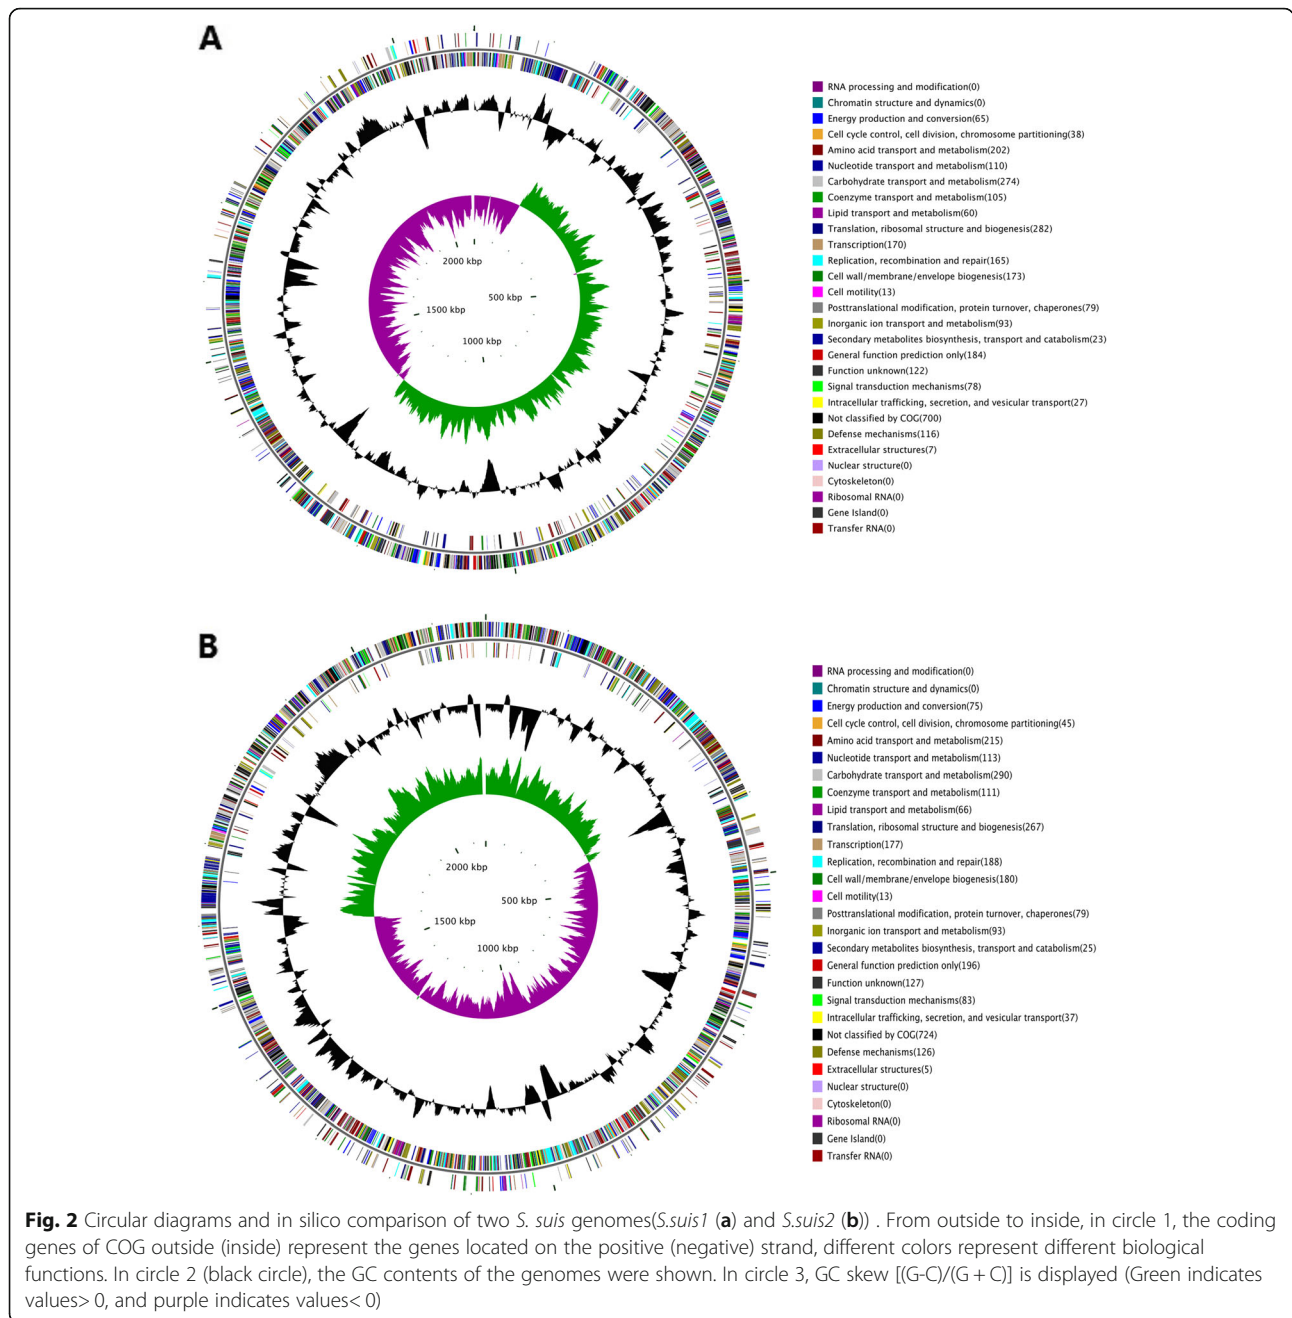 A
RNA processing and modification(0)
Chromatin structure and dynamics(0)
Energy production and conversion(65)
Cell cycle control, cell division, chromosome partitioning(38)
Amino acid transport and metabolism(202)
Nucleotide transport and metabolism(110)
Carbohydrate transport and metabolism(274)
Coenzyme transport and metabolism(105)
Lipid transport and metabolism(60)
Translation, ribosomal structure and biogenesis(282)
Transcription(170)
Replication, recombination and repair(165)
Cell wall/membrane/envelope biogenesis(173)
Cell motility(13)
Posttranslational modification, protein turnover, chaperones(79)
Inorganic ion transport and metabolism(93)
Secondary metabolites biosynthesis, transport and catabolism(23)
General function prediction only(184)
Function unknown(122)
Signal transduction mechanisms(78)
Intracellular trafficking, secretion, and vesicular transport(27)
Not classified by COG(700)
Defense mechanisms(116)
Extracellular structures(7)
Nuclear structure(0)
Cytoskeleton(0)
Ribosomal RNA(0)
Gene Island(0)
Transfer RNA(0)
2000 kbp
500 kbp
1500 kbp
1000 kbp
B
RNA processing and modification(0)
Chromatin structure and dynamics(0)
Energy production and conversion(75)
Cell cycle control, cell division, chromosome partitioning(45)
Amino acid transport and metabolism(215)
Nucleotide transport and metabolism(113)
Carbohydrate transport and metabolism(290)
Coenzyme transport and metabolism(111)
Lipid transport and metabolism(66)
Translation, ribosomal structure and biogenesis(267)
Transcription(177)
Replication, recombination and repair(188)
Cell wall/membrane/envelope biogenesis(180)
Cell motility(13)
Posttranslational modification, protein turnover, chaperones(79)
Inorganic ion transport and metabolism(93)
Secondary metabolites biosynthesis, transport and catabolism(25)
General function prediction only(196)
Function unknown(127)
Signal transduction mechanisms(83)
Intracellular trafficking, secretion, and vesicular transport(37)
Not classified by COG(724)
Defense mechanisms(126)
Extracellular structures(5)
Nuclear structure(0)
Cytoskeleton(0)
Ribosomal RNA(0)
Gene Island(0)
Transfer RNA(0)
2000 kbp
500 kbp
1500 kbp
1000 kbp
Fig. 2 Circular diagrams and in silico comparison of two S. suis genomes(S.suis1 (a) and S.suis2 (b)) . From outside to inside, in circle 1, the coding
genes of COG outside (inside) represent the genes located on the positive (negative) strand, different colors represent different biological
functions. In circle 2 (black circle), the GC contents of the genomes were shown. In circle 3, GC skew [(G-C)/(G + C)] is displayed (Green indicates
values> 0, and purple indicates values< 0)